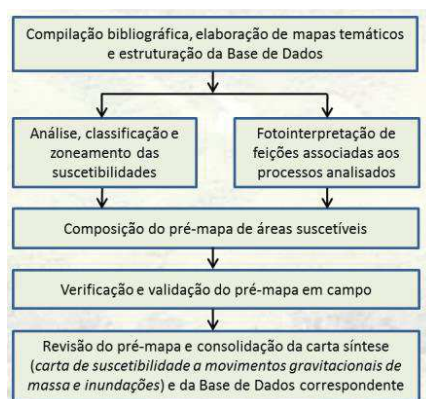 Compilação bibliográfica, elaboração de mapas temáticos
e estruturação da Base de Dados
Análise, classificação e
zoneamento das
suscetibilidades
Fotointerpretação de
feições associadas aos
processos analisados
Composição do pré-mapa de áreas suscetíveis
Verificação e validação do pré-mapa em campo
Revisão do pré-mapa e consolidação da carta síntese
(carta de suscetibilidade a movimentos gravitacionais de
massa e inundações) e da Base de Dados correspondente